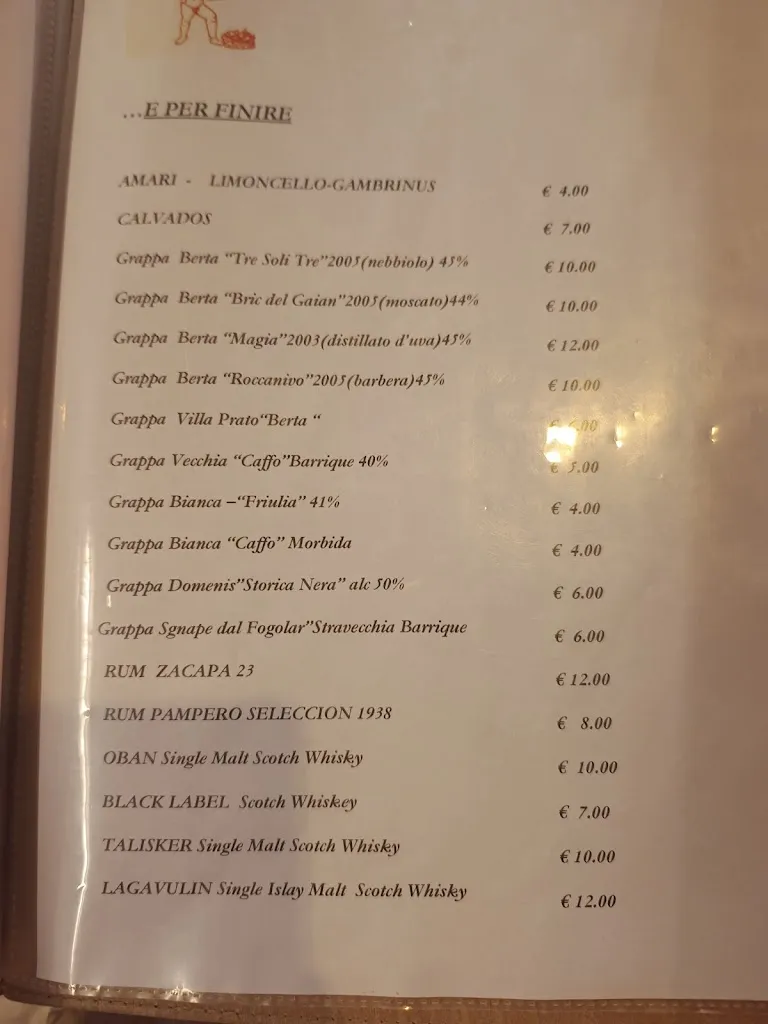 ...E PER FINIRE
AMARI - LIMONCELLO-GAMBRINUS € 4.00
CALVADOS € 7.00
Grappa Berta “Tre Soli Tre”2005(nebbiolo) 45% € 10.00
Grappa Berta “Bric del Gaian”2005(moscato)44% € 10.00
Grappa Berta “Magia”2003(distillato d'uva)45% € 12.00
Grappa Berta “Roccanivo”2005(barbera)45% € 10.00
Grappa Villa Prato“Berta “ € 6.00
Grappa Vecchia “Caffo”Barrique 40% € 5.00
Grappa Bianca –“Friulia” 41% € 4.00
Grappa Bianca “Caffo” Morbida € 4.00
Grappa Domenis”Storica Nera” alc 50% € 6.00
Grappa Sgnape dal Fogolar”Stravecchia Barrique € 6.00
RUM ZACAPA 23 € 12.00
RUM PAMPERO SELECCION 1938 € 8.00
OBAN Single Malt Scotch Whisky € 10.00
BLACK LABEL Scotch Whiskey € 7.00
TALISKER Single Malt Scotch Whisky € 10.00
LAGAVULIN Single Islay Malt Scotch Whisky € 12.00